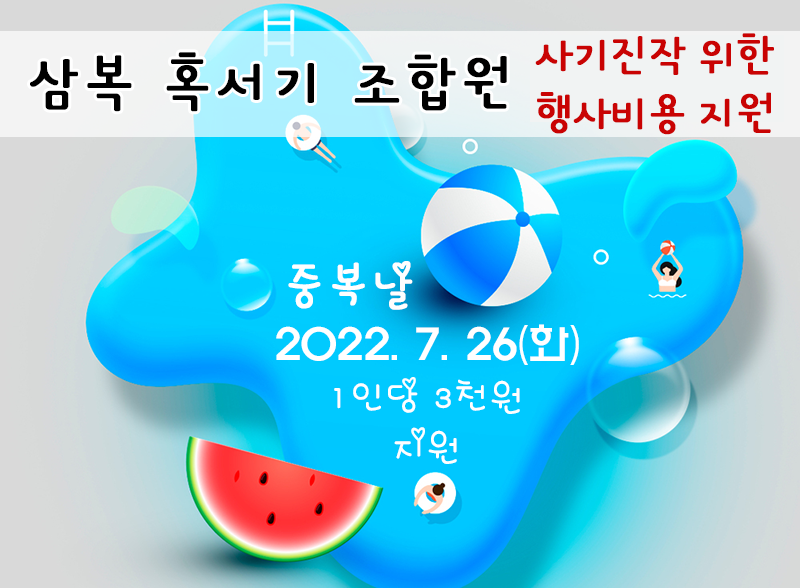 삼복 혹서기 조합원
사기진작 위한
행사비용 지원
중복날
2022. 7. 26(화)
1인당 3천원
지원